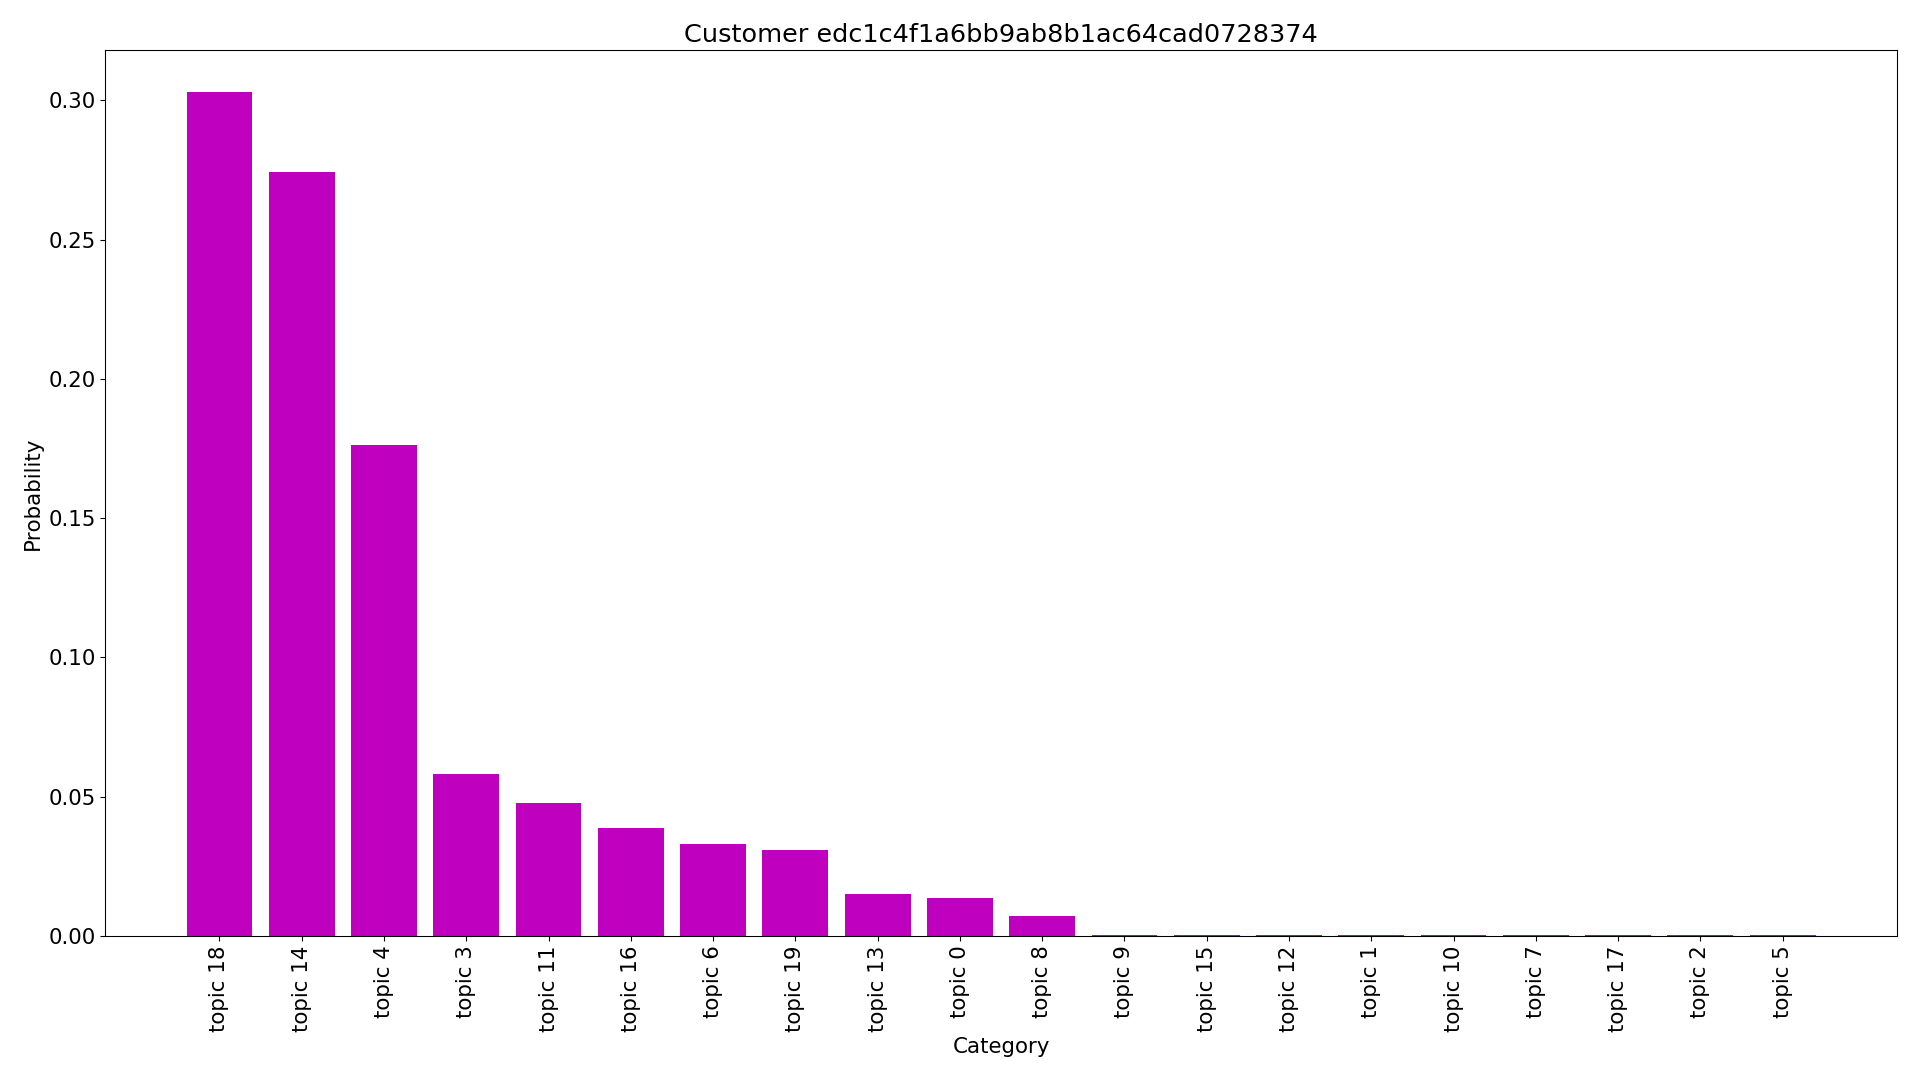 Customer edc1c4f1a6bb9ab8b1ac64cad0728374
Probability
0.30
0.25
0.20
0.15
0.10
0.05
0.00
topic 18
topic 14
topic 4
topic 3
topic 11
topic 16
topic 6
topic 19
topic 13
topic 0
topic 8
topic 9
topic 15
topic 12
topic 1
topic 10
topic 7
topic 17
topic 2
topic 5
Category